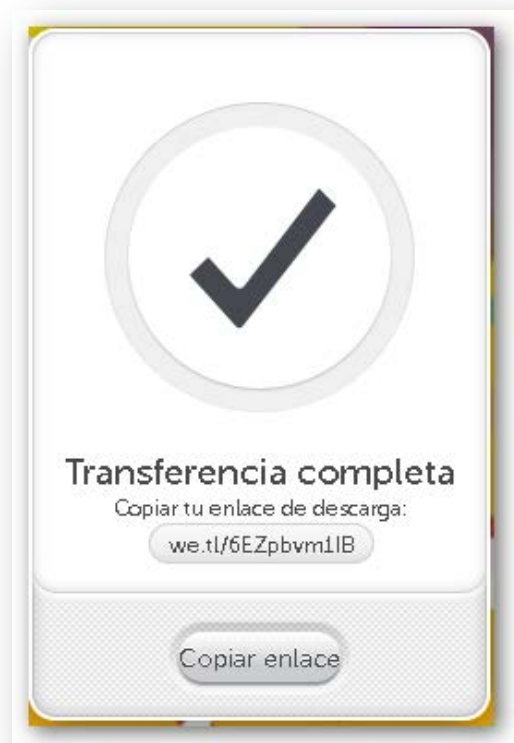 Transferencia completa
Copiar tu enlace de descarga:
we.tl/6EZpbvm1IB
Copiar enlace